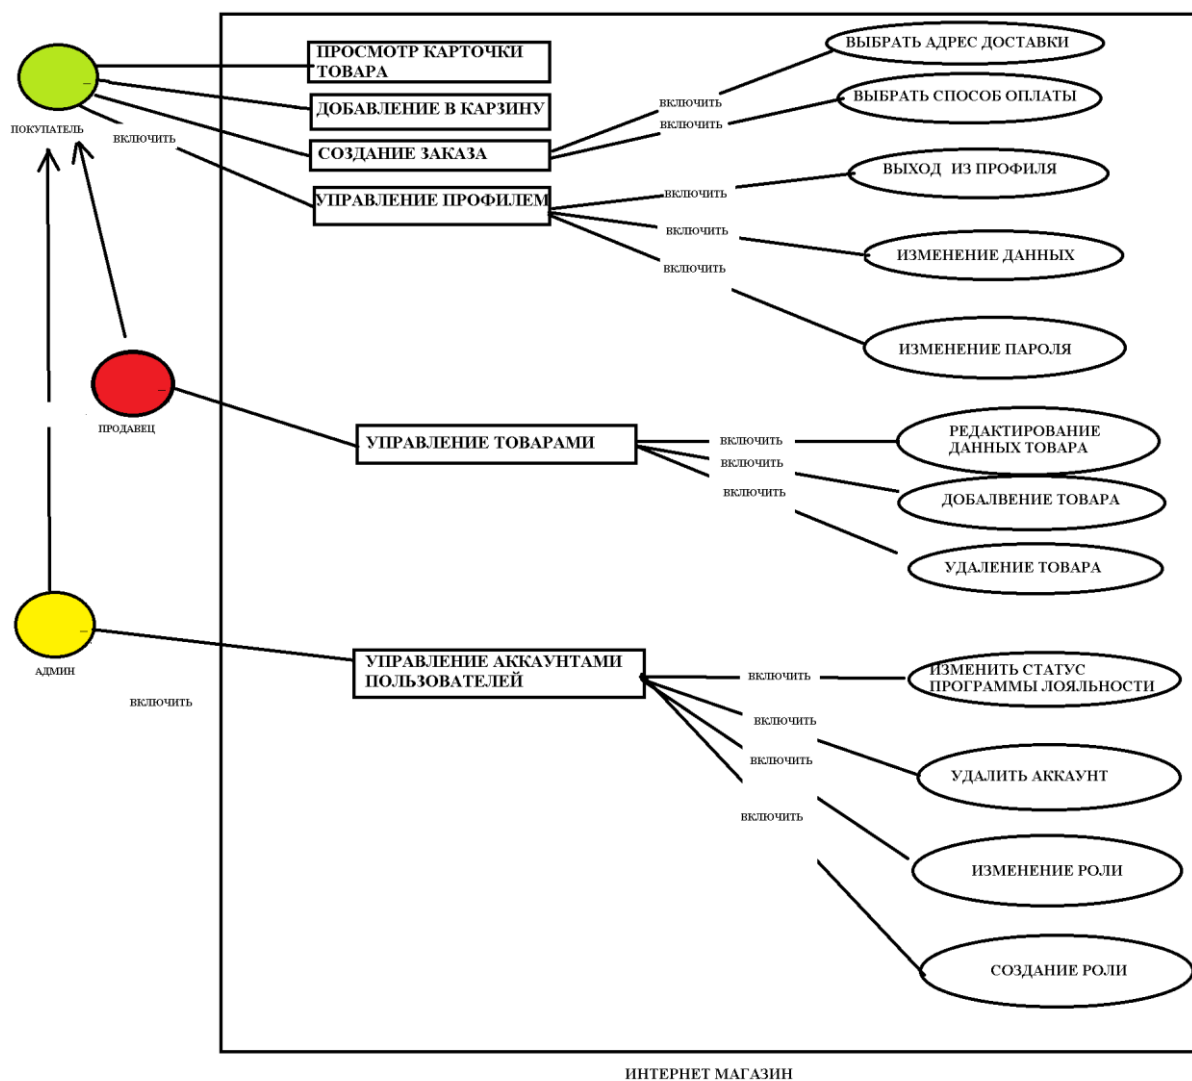 ПРОСМОТР КАРТОЧКИ
ТОВАРА
ДОБАВЛЕНИЕ В КАРЗИНУ
СОЗДАНИЕ ЗАКАЗА
УПРАВЛЕНИЕ ПРОФИЛЕМ
ПОКУПАТЕЛЬ
ВКЛЮЧИТЬ
ВЫБРАТЬ АДРЕС ДОСТАВКИ
ВКЛЮЧИТЬ
ВЫБРАТЬ СПОСОБ ОПЛАТЫ
ВКЛЮЧИТЬ
ВЫХОД ИЗ ПРОФИЛЯ
ВКЛЮЧИТЬ
ВКЛЮЧИТЬ
ИЗМЕНЕНИЕ ДАННЫХ
ВКЛЮЧИТЬ
ИЗМЕНЕНИЕ ПАРОЛЯ
ПРОДАВЕЦ
УПРАВЛЕНИЕ ТОВАРАМИ
ВКЛЮЧИТЬ
РЕДАКТИРОВАНИЕ
ДАННЫХ ТОВАРА
ВКЛЮЧИТЬ
ДОБАЛВЕНИЕ ТОВАРА
ВКЛЮЧИТЬ
УДАЛЕНИЕ ТОВАРА
АДМИН
ВКЛЮЧИТЬ
УПРАВЛЕНИЕ АККАУНТАМИ
ПОЛЬЗОВАТЕЛЕЙ
ВКЛЮЧИТЬ
ИЗМЕНИТЬ СТАТУС
ПРОГРАММЫ ЛОЯЛЬНОСТИ
ВКЛЮЧИТЬ
УДАЛИТЬ АККАУНТ
ВКЛЮЧИТЬ
ИЗМЕНЕНИЕ РОЛИ
ВКЛЮЧИТЬ
СОЗДАНИЕ РОЛИ
ИНТЕРНЕТ МАГАЗИН